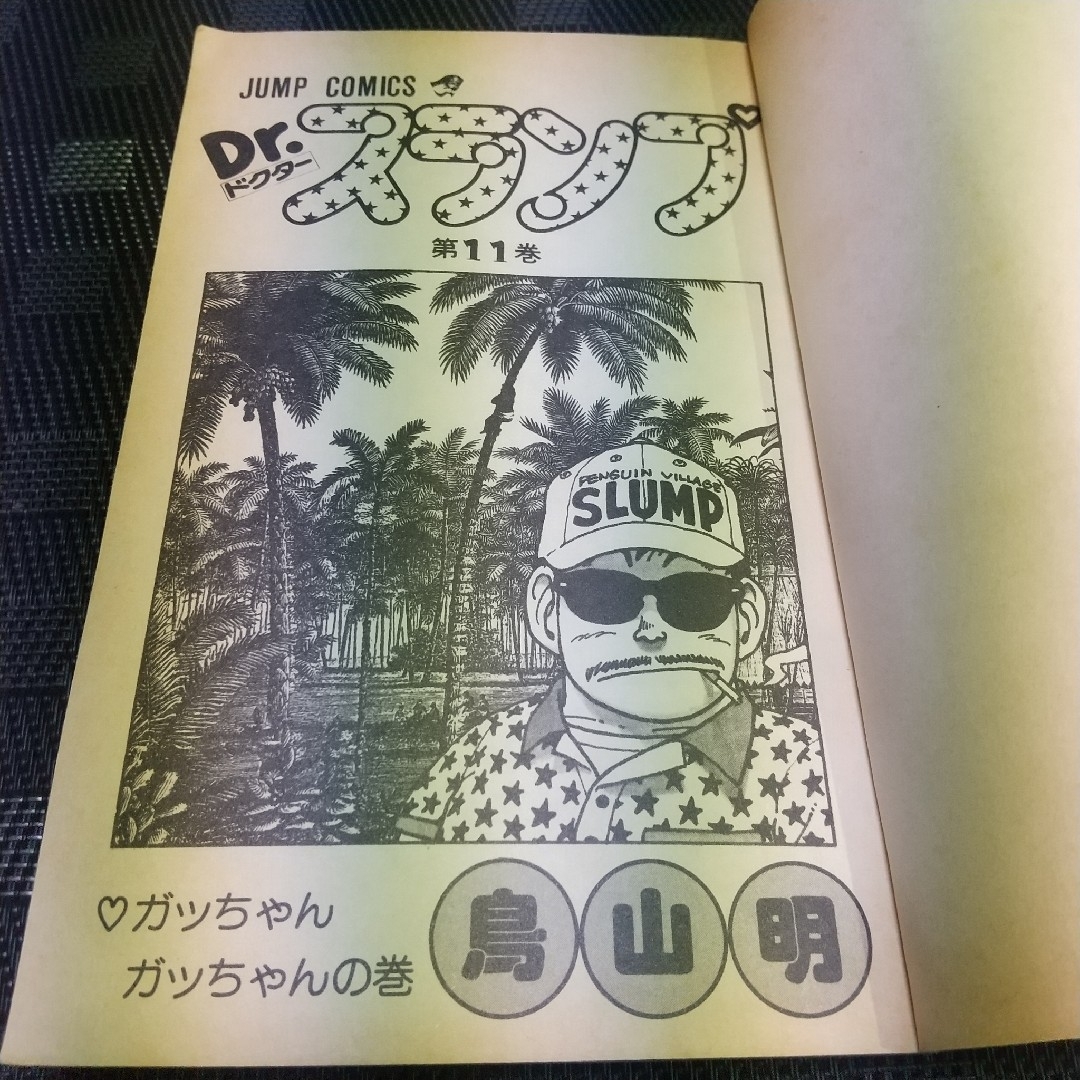 JUMP COMICS
Dr.スランプ♡
ドクター
第11巻
PENGUIN VILLAGE
SLUMP
♡ガッちゃん
ガッちゃんの巻
鳥山明